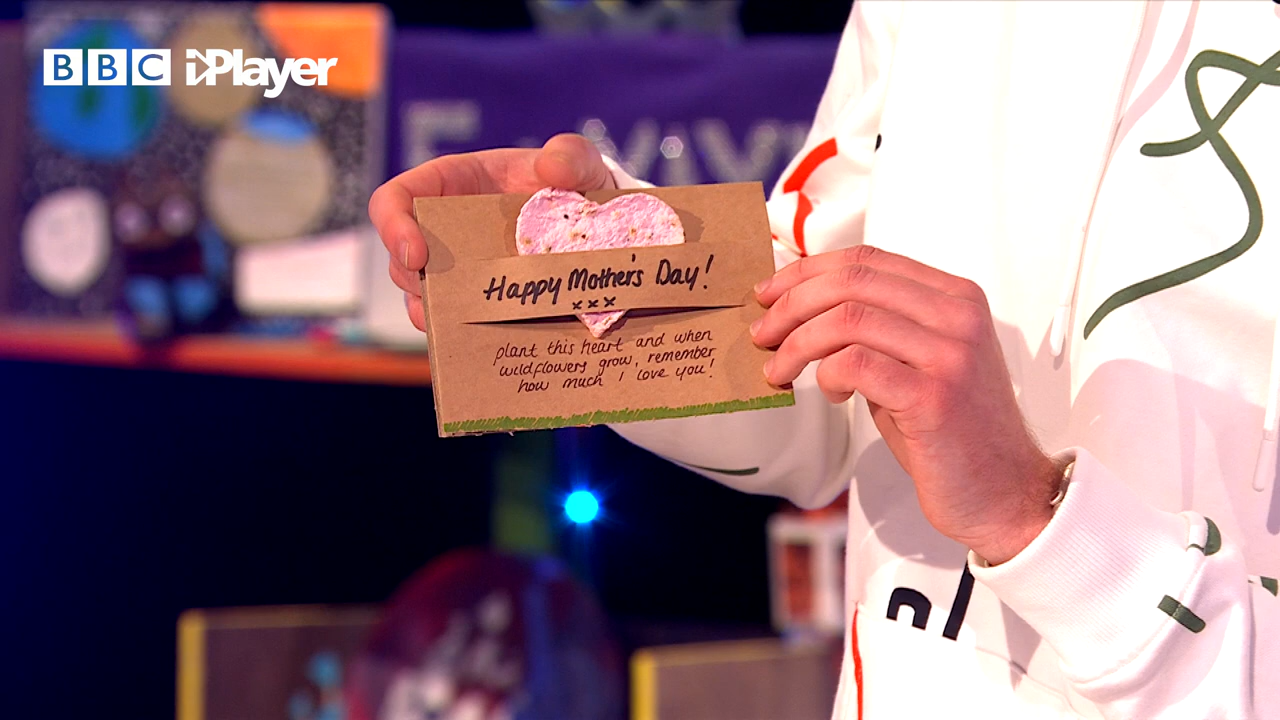 BBC iPlayer
Happy Mother's Day!
xxx
plant this heart and when
wildflowers grow, remember
how much I love you!